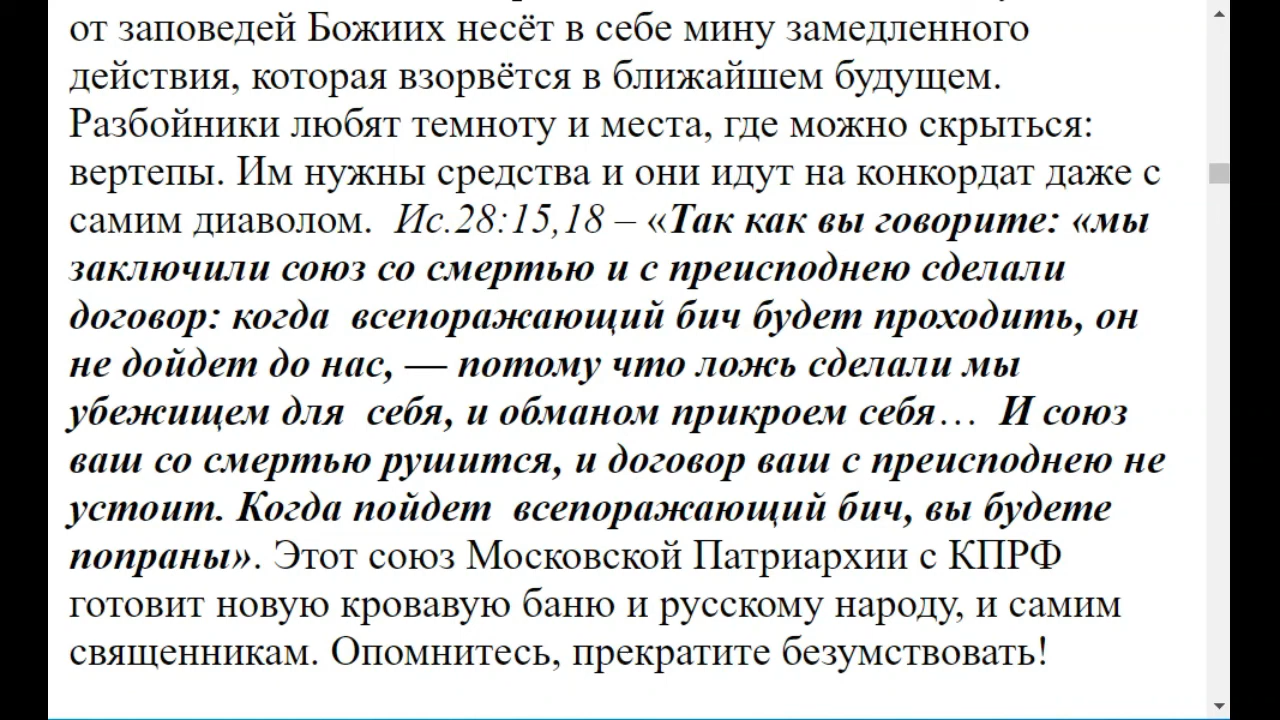 от заповедей Божиих несёт в себе мину замедленного
действия, которая взорвётся в ближайшем будущем.
Разбойники любят темноту и места, где можно скрыться:
вертепы. Им нужны средства и они идут на конкордат даже с
самим диаволом.  Ис.28:15,18 – «Так как вы говорите: «мы
заключили союз со смертью и с преисподнею сделали
договор: когда  всепоражающий бич будет проходить, он
не дойдет до нас, — потому что ложь сделали мы
убежищем для  себя, и обманом прикроем себя…  И союз
ваш со смертью рушится, и договор ваш с преисподнею не
устоит. Когда пойдет  всепоражающий бич, вы будете
попраны». Этот союз Московской Патриархии с КПРФ
готовит новую кровавую баню и русскому народу, и самим
священникам. Опомнитесь, прекратите безумствовать!